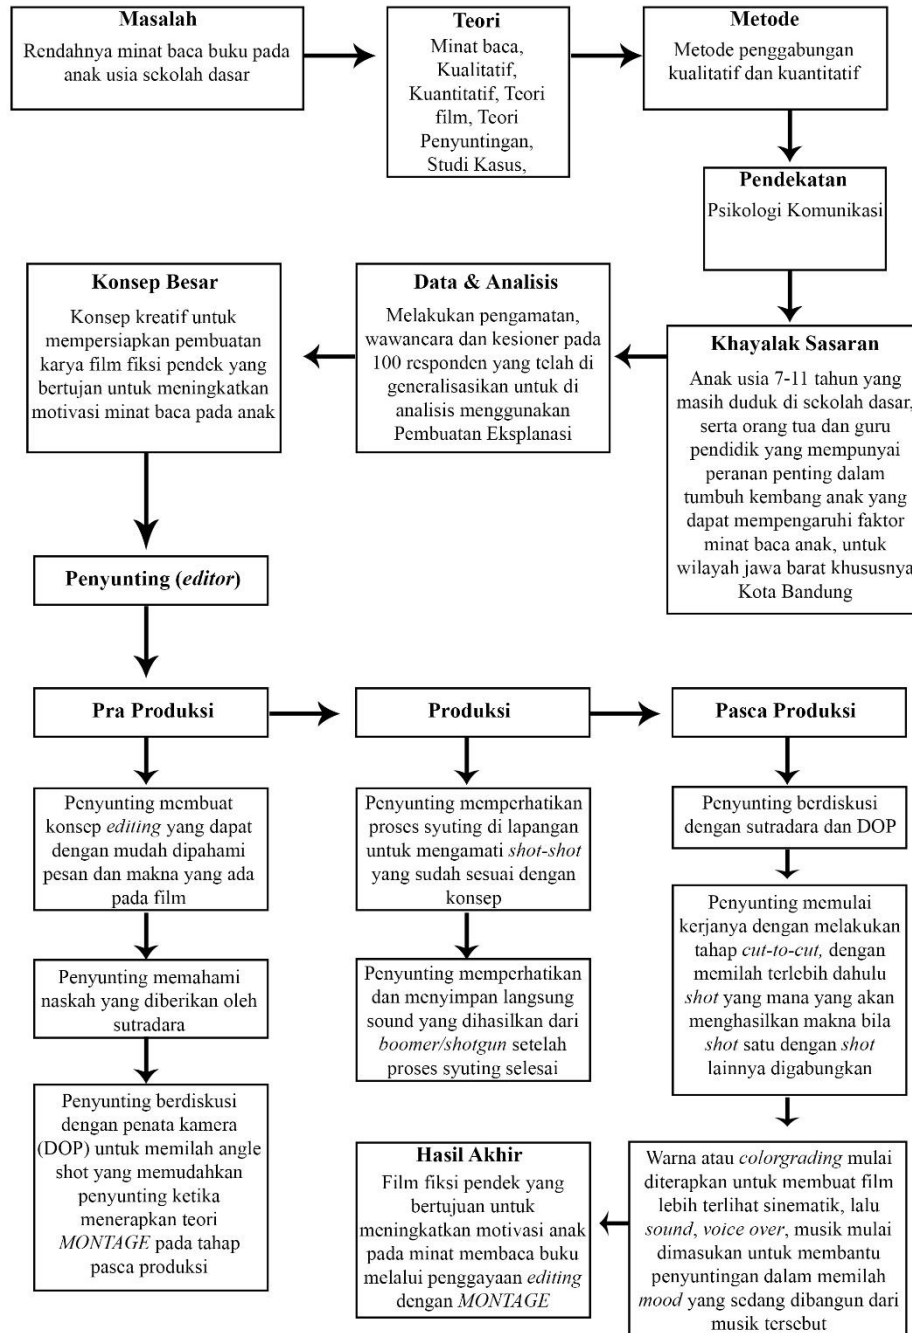 Masalah
Rendahnya minat baca buku pada
anak usia sekolah dasar
Teori
Minat baca,
Kualitatif,
Kuantitatif, Teori
film, Teori
Penyuntingan,
Studi Kasus,
Metode
Metode penggabungan
kualitatif dan kuantitatif
Pendekatan
Psikologi Komunikasi
Khayalak Sasaran
Anak usia 7-11 tahun yang
masih duduk di sekolah dasar,
serta orang tua dan guru
pendidik yang mempunyai
peranan penting dalam
tumbuh kembang anak yang
dapat mempengaruhi faktor
minat baca anak, untuk
wilayah jawa barat khususnya
Kota Bandung
Data & Analisis
Melakukan pengamatan,
wawancara dan kesioner pada
100 responden yang telah di
generalisasikan untuk di
analisis menggunakan
Pembuatan Eksplanasi
Konsep Besar
Konsep kreatif untuk
mempersiapkan pembuatan
karya film fiksi pendek yang
bertujan untuk meningkatkan
motivasi minat baca pada anak
Penyunting (editor)
Pra Produksi
Penyunting membuat
konsep editing yang dapat
dengan mudah dipahami
pesan dan makna yang ada
pada film
Penyunting memahami
naskah yang diberikan oleh
sutradara
Penyunting berdiskusi
dengan penata kamera
(DOP) untuk memilah angle
shot yang memudahkan
penyunting ketika
menerapkan teori
MONTAGE pada tahap
pasca produksi
Produksi
Penyunting memperhatikan
proses syuting di lapangan
untuk mengamati shot-shot
yang sudah sesuai dengan
konsep
Penyunting memperhatikan
dan menyimpan langsung
sound yang dihasilkan dari
boomer/shotgun setelah
proses syuting selesai
Pasca Produksi
Penyunting berdiskusi
dengan sutradara dan DOP
Penyunting memulai
kerjanya dengan melakukan
tahap cut-to-cut, dengan
memilah terlebih dahulu
shot yang mana yang akan
menghasilkan makna bila
shot satu dengan shot
lainnya digabungkan
Warna atau colorgrading mulai
diterapkan untuk membuat film
lebih terlihat sinematik, lalu
sound, voice over, musik mulai
dimasukan untuk membantu
penyuntingan dalam memilah
mood yang sedang dibangun dari
musik tersebut
Hasil Akhir
Film fiksi pendek yang
bertujuan untuk
meningkatkan motivasi anak
pada minat membaca buku
melalui penggayaan editing
dengan MONTAGE